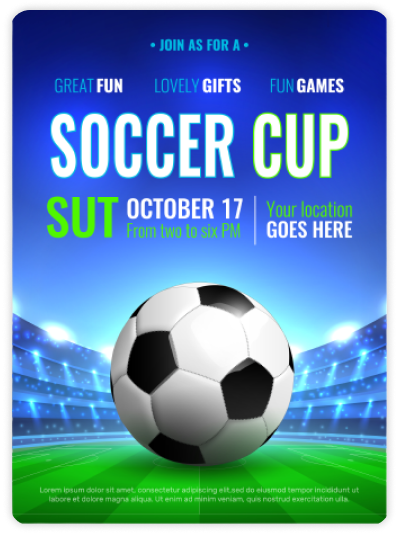 • JOIN AS FOR A •
GREAT FUN LOVELY GIFTS FUN GAMES
SOCCER CUP
SUT OCTOBER 17 Your location
From two to six PM GOES HERE
Lorem ipsum dolor sit amet, consectetur adipiscing elit,sed do eiusmod tempor incididunt ut
labore et dolore magna aliqua. Ut enim ad minim veniam, quis nostrud exercitation ullamco.